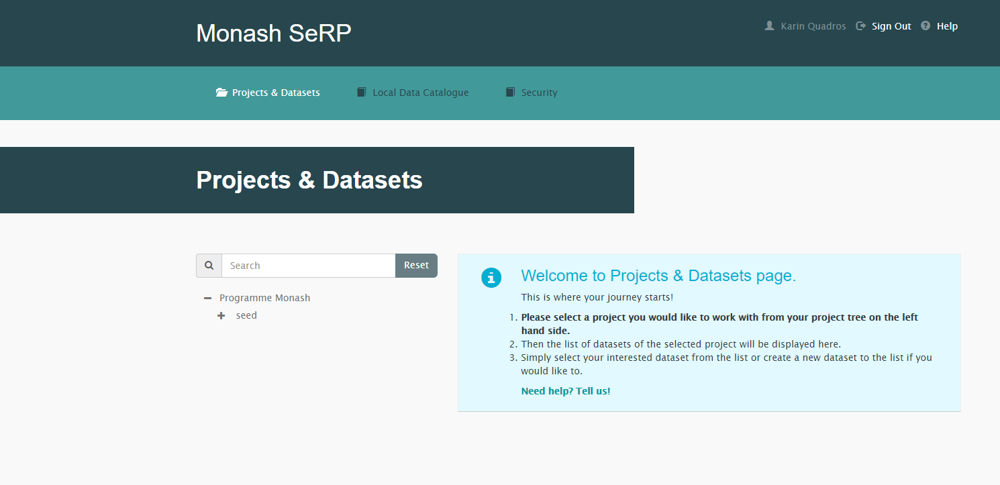 Monash SeRP
Karin Quadros Sign Out Help
Projects & Datasets Local Data Catalogue Security
Projects & Datasets
Search Reset
Programme Monash
seed
Welcome to Projects & Datasets page.
This is where your journey starts!
1. Please select a project you would like to work with from your project tree on the left
hand side.
2. Then the list of datasets of the selected project will be displayed here.
3. Simply select your interested dataset from the list or create a new dataset to the list if you
would like to.
Need help? Tell us!